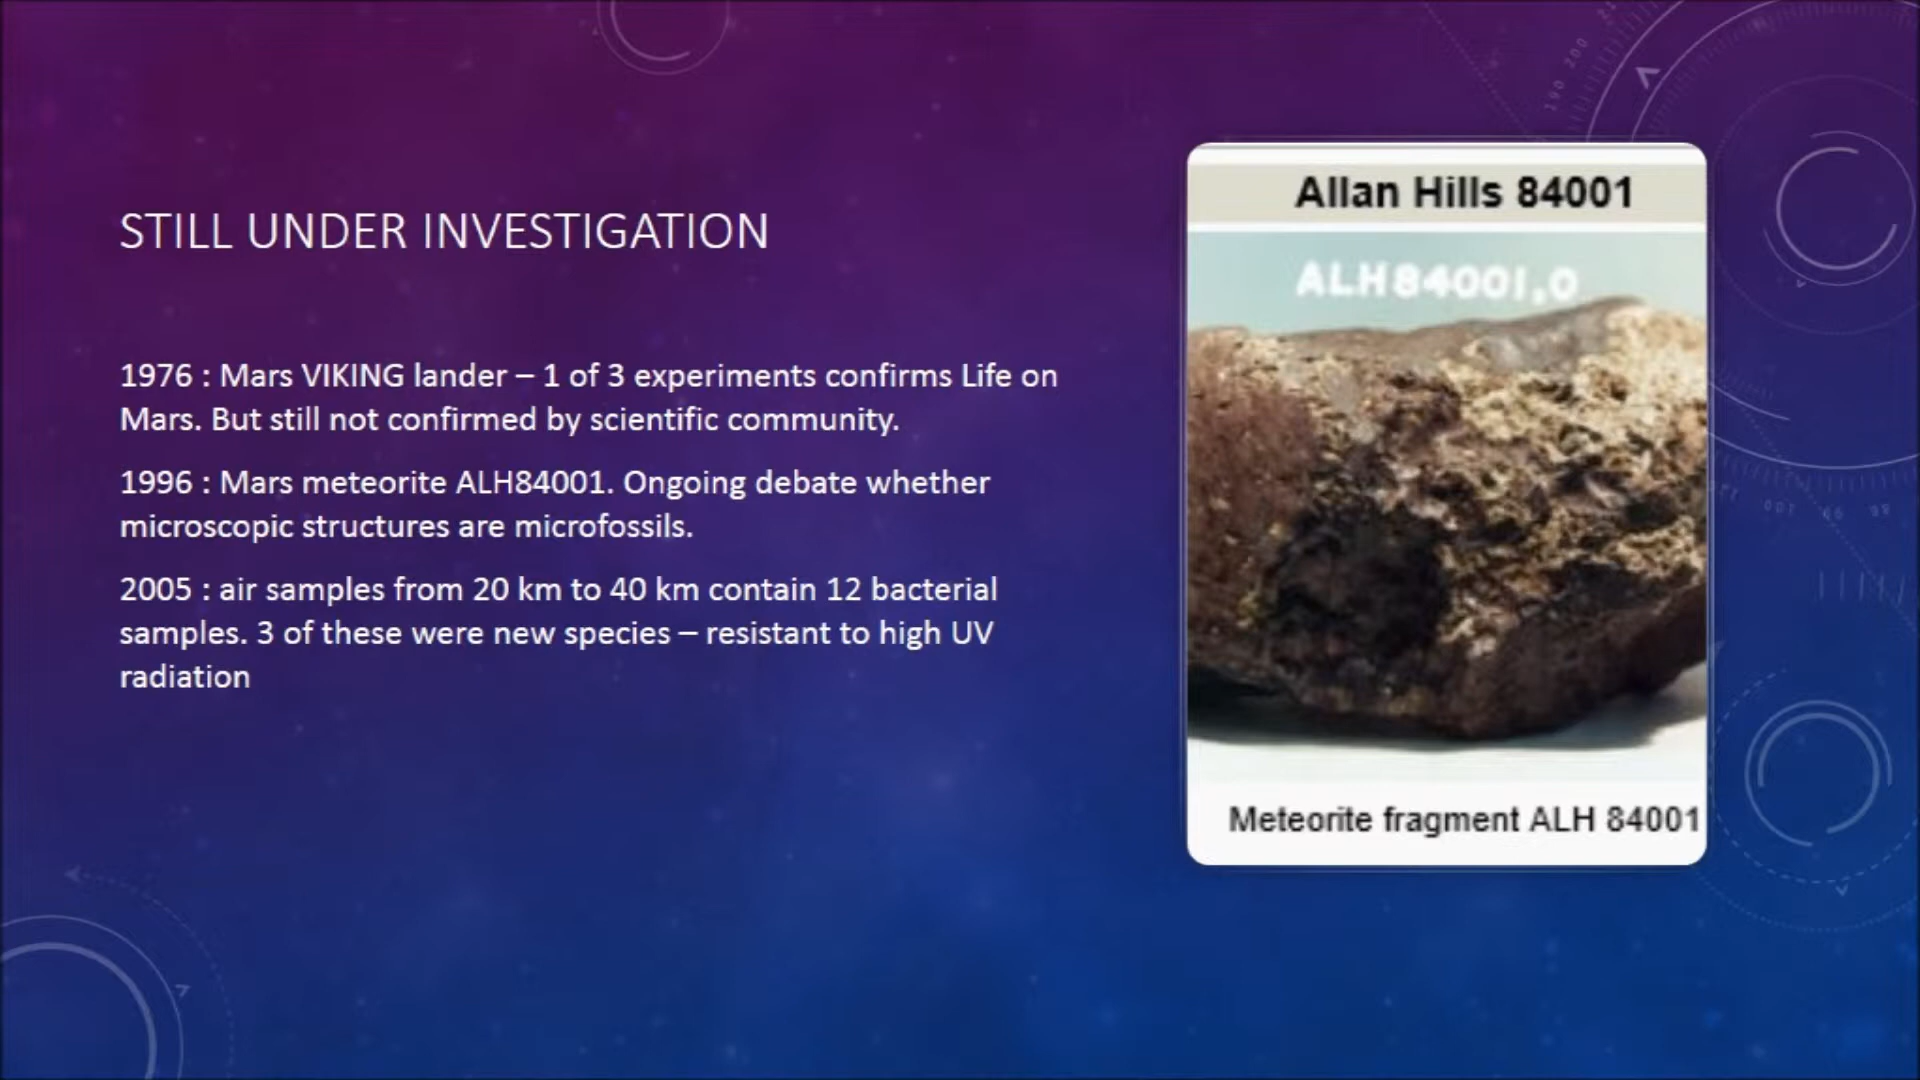 STILL UNDER INVESTIGATION
1976 : Mars VIKING lander – 1 of 3 experiments confirms Life on
Mars. But still not confirmed by scientific community.
1996 : Mars meteorite ALH84001. Ongoing debate whether
microscopic structures are microfossils.
2005 : air samples from 20 km to 40 km contain 12 bacterial
samples. 3 of these were new species – resistant to high UV
radiation
Allan Hills 84001
ALH84001,0
Meteorite fragment ALH 84001
190 200